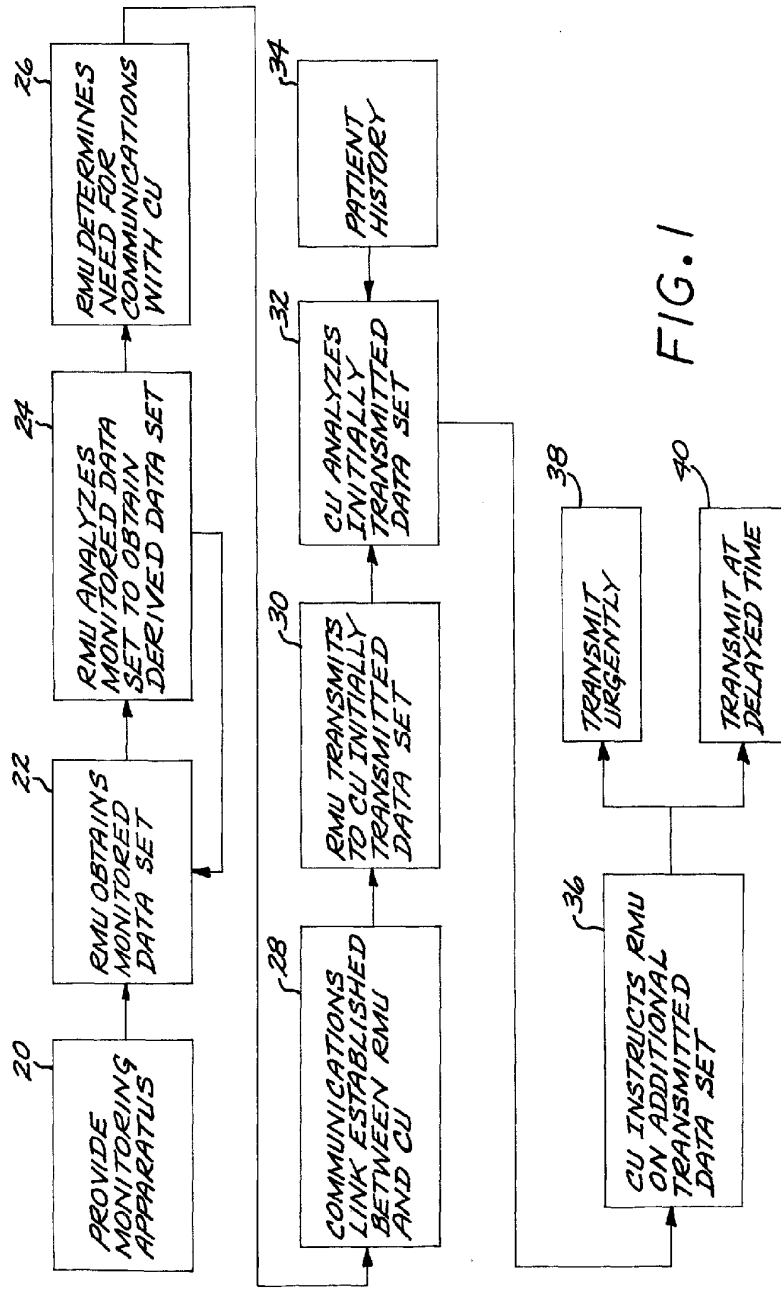 20
PROVIDE
MONITORING
APPARATUS
22
RMU OBTAINS
MONITORED
DATA SET
24
RMU ANALYZES
MONITORED DATA
SET TO OBTAIN
DERIVED DATA SET
26
RMU DETERMINES
NEED FOR
COMMUNICATIONS
WITH CU
28
COMMUNICATIONS
LINK ESTABLISHED
BETWEEN RMU
AND CU
30
RMU TRANSMITS
TO CU INITIALLY
TRANSMITTED
DATA SET
32
CU ANALYZES
INITIALLY
TRANSMITTED
DATA SET
34
PATIENT
HISTORY
36
CU INSTRUCTS RMU
ON ADDITIONAL
TRANSMITTED
DATA SET
38
TRANSMIT
URGENTLY
40
TRANSMIT AT
DELAYED TIME
FIG. 1